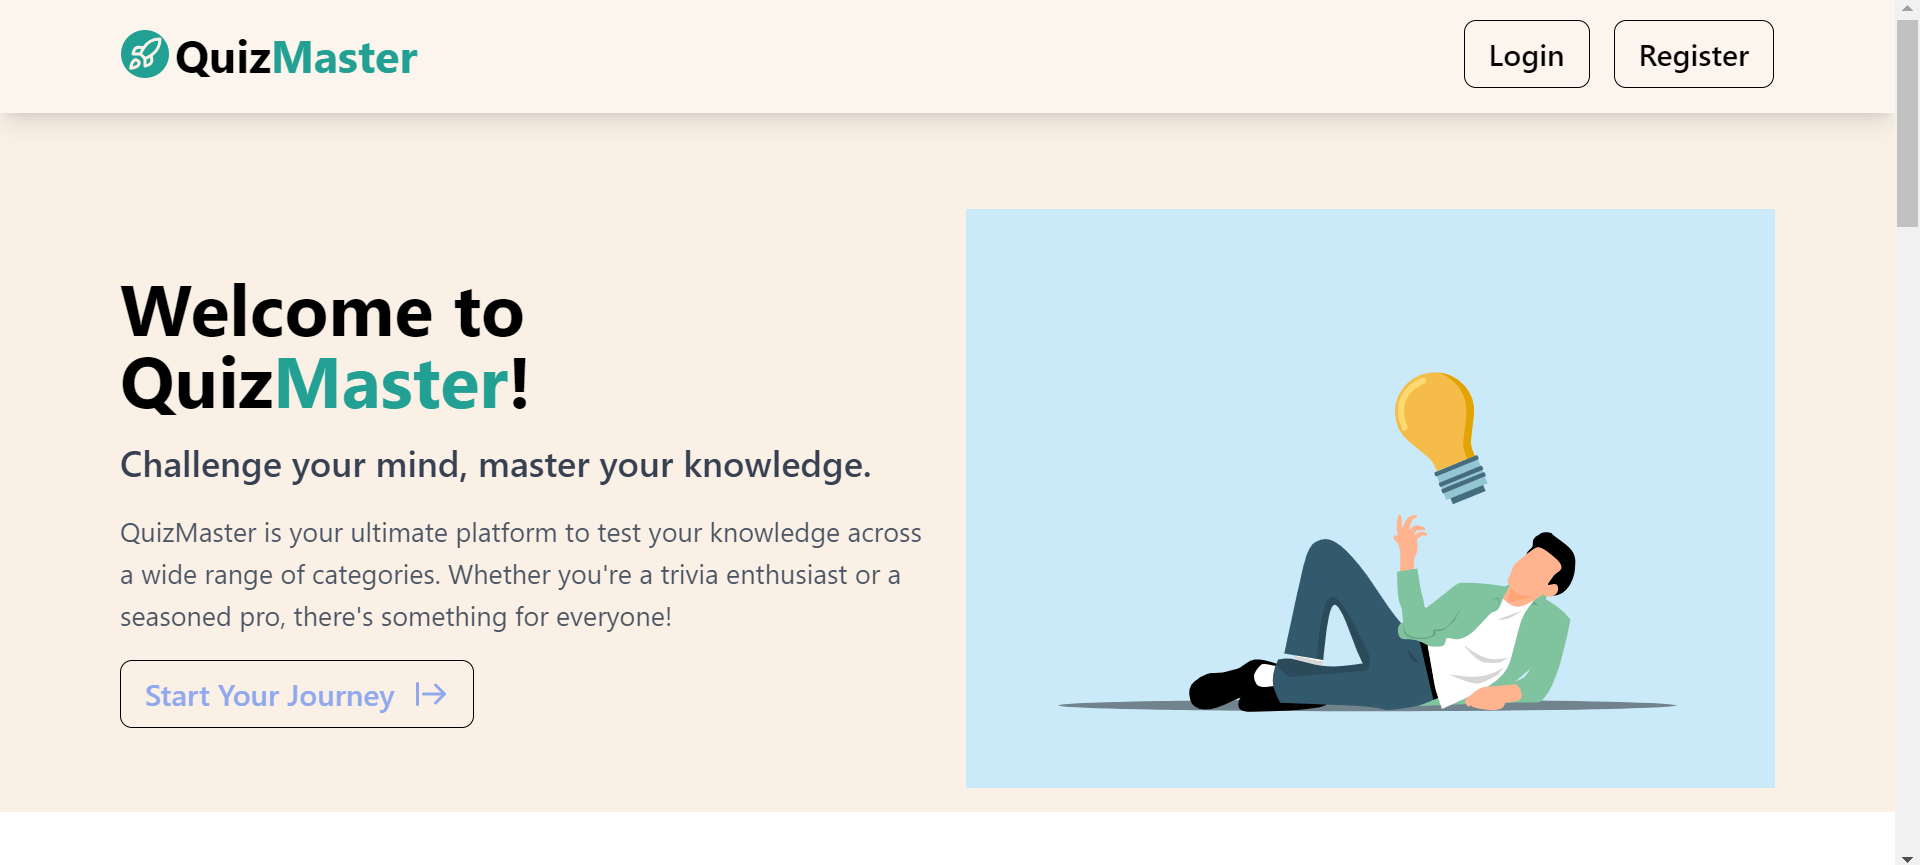 QuizMaster
Login
Register
Welcome to
QuizMaster!
Challenge your mind, master your knowledge.
QuizMaster is your ultimate platform to test your knowledge across
a wide range of categories. Whether you're a trivia enthusiast or a
seasoned pro, there's something for everyone!
Start Your Journey